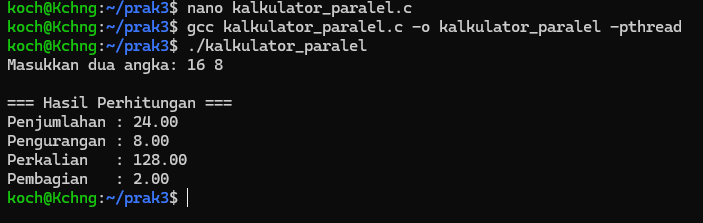 koch@Kchng:~/prak3$ nano kalkulator_paralel.c
koch@Kchng:~/prak3$ gcc kalkulator_paralel.c -o kalkulator_paralel -pthread
koch@Kchng:~/prak3$ ./kalkulator_paralel
Masukkan dua angka: 16 8

=== Hasil Perhitungan ===
Penjumlahan : 24.00
Pengurangan : 8.00
Perkalian   : 128.00
Pembagian   : 2.00
koch@Kchng:~/prak3$